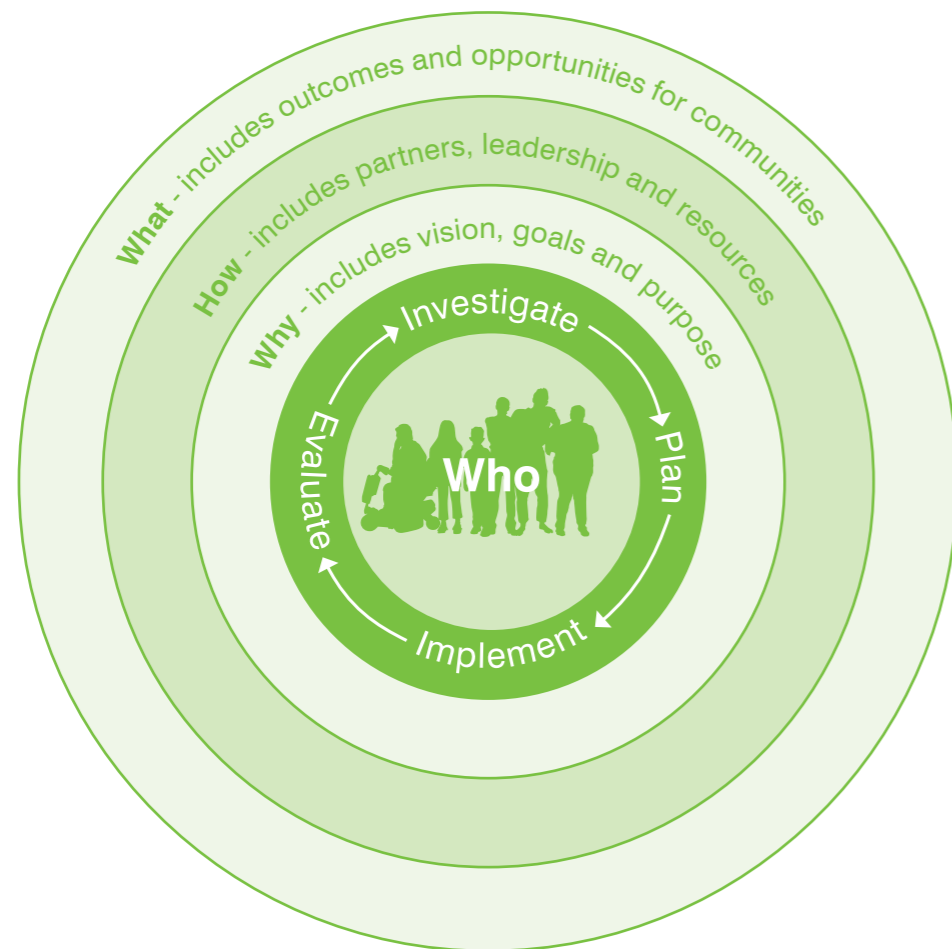 What - includes outcomes and opportunities for communities
How - includes partners, leadership and resources
Why - includes vision, goals and purpose
Investigate
Plan
Implement
Evaluate
Who